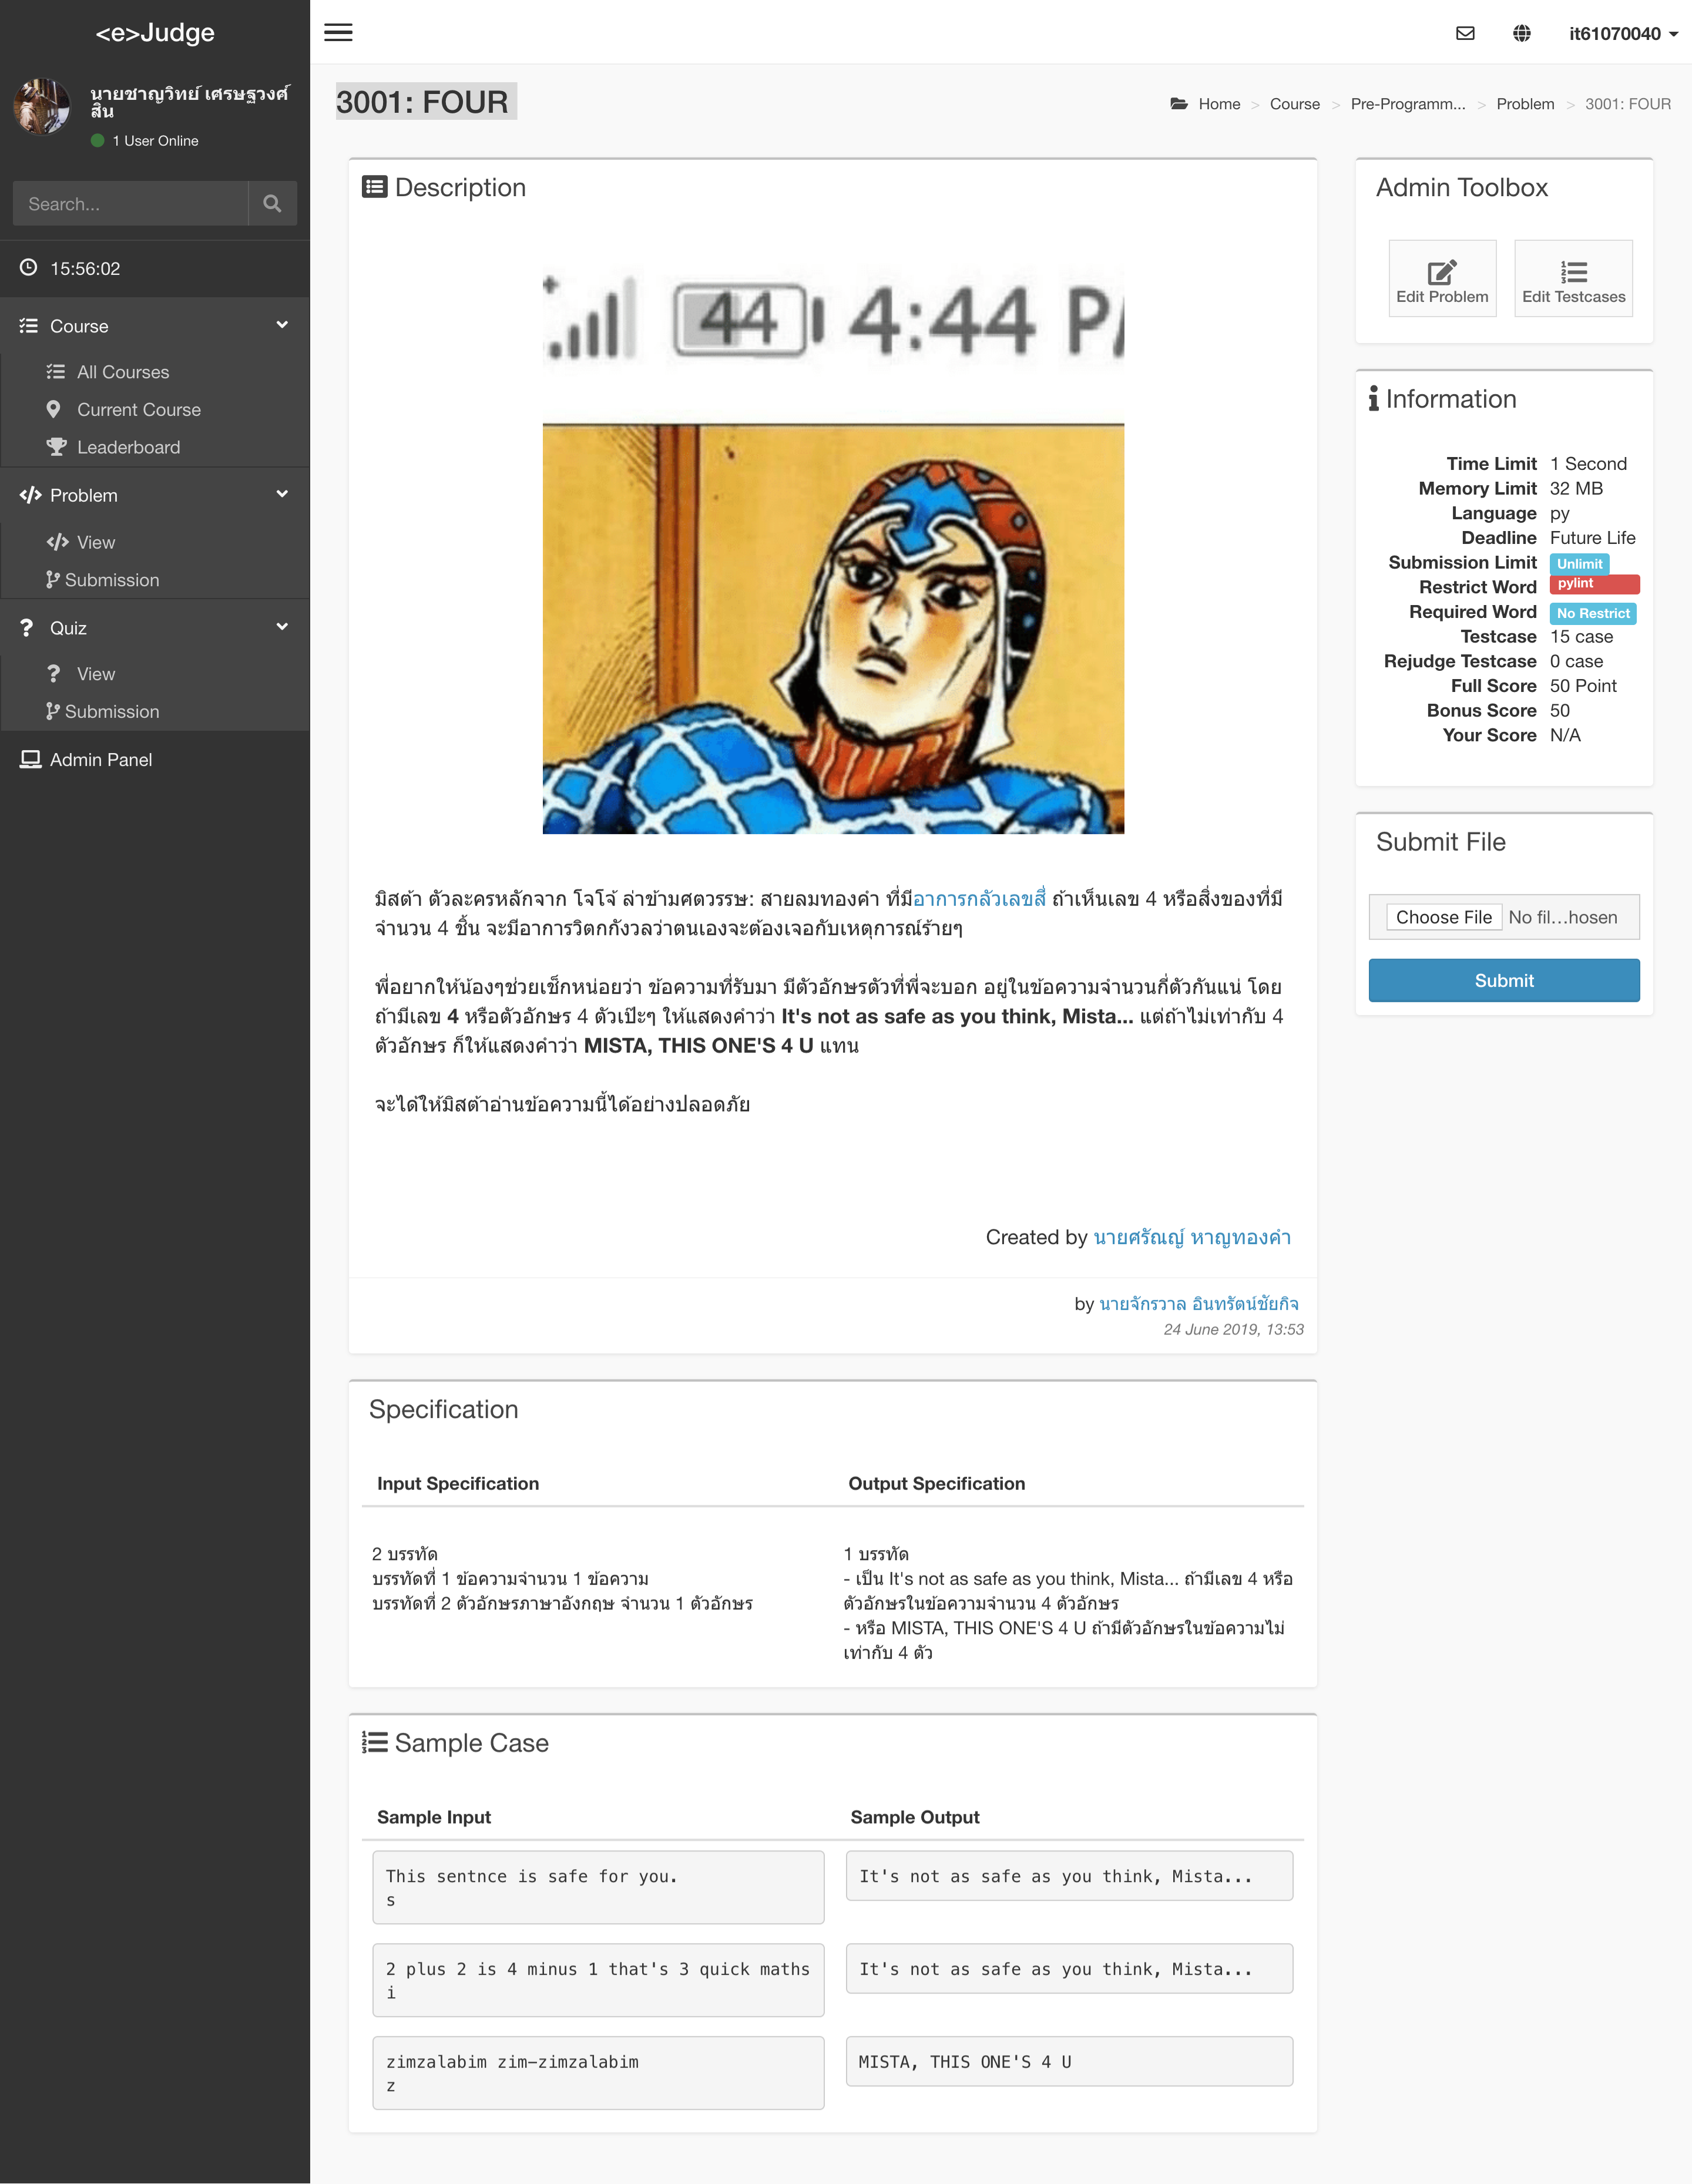 <e>Judge
นายชาญวิทย์ เศรษฐวงศ์
สิน
1 User Online
Search...
15:56:02
Course
All Courses
Current Course
Leaderboard
Problem
View
Submission
Quiz
View
Submission
Admin Panel
it61070040
3001: FOUR
Home > Course > Pre-Programm... > Problem > 3001: FOUR
Description
44 4:44 P
มิสต้า ตัวละครหลักจาก โจโจ้ ล่าข้ามศตวรรษ: สายลมทองคำ ที่มีอาการกลัวเลขสี่ ถ้าเห็นเลข 4 หรือสิ่งของที่มี
จำนวน 4 ชิ้น จะมีอาการวิตกกังวลว่าตนเองจะต้องเจอกับเหตุการณ์ร้ายๆ
พี่อยากให้น้องๆช่วยเช็กหน่อยว่า ข้อความที่รับมา มีตัวอักษรตัวที่พี่จะบอก อยู่ในข้อความจำนวนกี่ตัวกันแน่ โดย
ถ้ามีเลข 4 หรือตัวอักษร 4 ตัวเป๊ะๆ ให้แสดงคำว่า It's not as safe as you think, Mista... แต่ถ้าไม่เท่ากับ 4
ตัวอักษร ก็ให้แสดงคำว่า MISTA, THIS ONE'S 4 U แทน
จะได้ให้มิสต้าอ่านข้อความนี้ได้อย่างปลอดภัย
Created by นายศรัณญ์ หาญทองคำ
by นายจักรวาล อินทรัตน์ชัยกิจ
24 June 2019, 13:53
Specification
Input Specification
2 บรรทัด
บรรทัดที่ 1 ข้อความจำนวน 1 ข้อความ
บรรทัดที่ 2 ตัวอักษรภาษาอังกฤษ จำนวน 1 ตัวอักษร
Output Specification
1 บรรทัด
- เป็น It's not as safe as you think, Mista... ถ้ามีเลข 4 หรือ
ตัวอักษรในข้อความจำนวน 4 ตัวอักษร
- หรือ MISTA, THIS ONE'S 4 U ถ้ามีตัวอักษรในข้อความไม่
เท่ากับ 4 ตัว
Sample Case
Sample Input
Sample Output
This sentnce is safe for you.
s
It's not as safe as you think, Mista...
2 plus 2 is 4 minus 1 that's 3 quick maths
i
It's not as safe as you think, Mista...
zimzalabim zim-zimzalabim
z
MISTA, THIS ONE'S 4 U
Admin Toolbox
Edit Problem
Edit Testcases
Information
Time Limit 1 Second
Memory Limit 32 MB
Language py
Deadline Future Life
Submission Limit Unlimit
Restrict Word pylint
Required Word No Restrict
Testcase 15 case
Rejudge Testcase 0 case
Full Score 50 Point
Bonus Score 50
Your Score N/A
Submit File
Choose File No fil...hosen
Submit